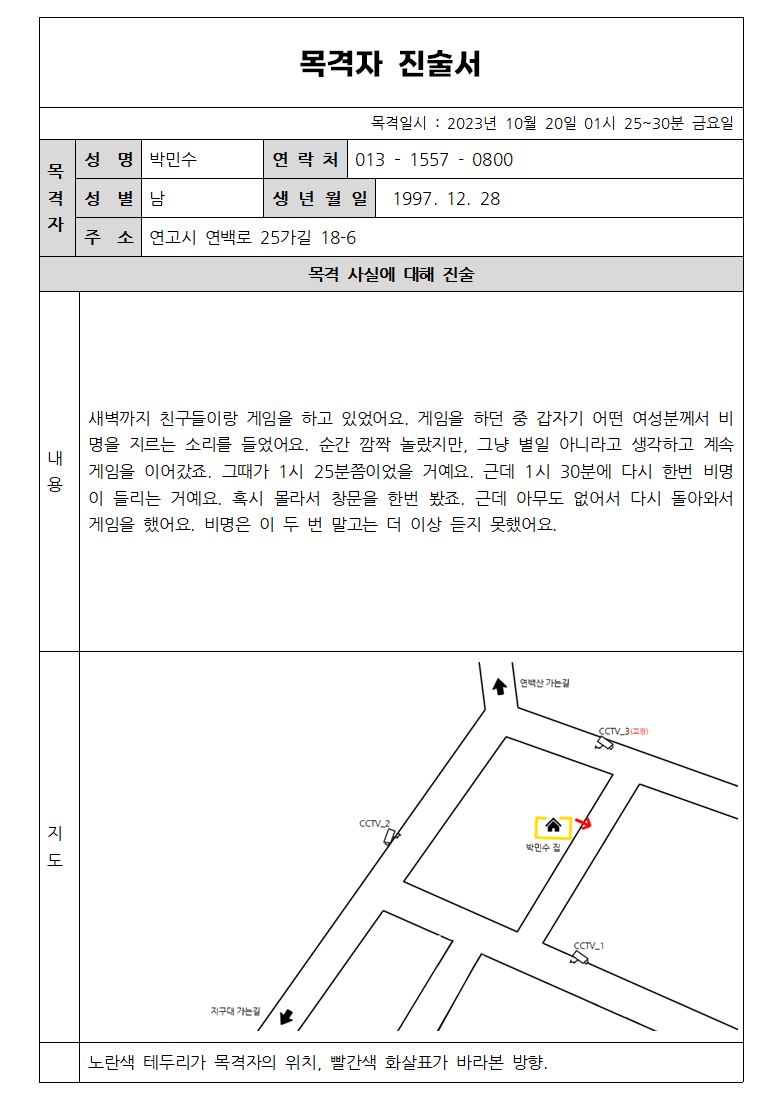 목격자 진술서
목격일시 : 2023년 10월 20일 01시 25~30분 금요일
목격자
성 명 박민수 연 락 처 013 - 1557 - 0800
성 별 남 생 년 월 일 1997. 12. 28
주 소 연고시 연백로 25가길 18-6
목격 사실에 대해 진술
내용
새벽까지 친구들이랑 게임을 하고 있었어요. 게임을 하던 중 갑자기 어떤 여성분께서 비
명을 지르는 소리를 들었어요. 순간 깜짝 놀랐지만, 그냥 별일 아니라고 생각하고 계속
게임을 이어갔죠. 그때가 1시 25분쯤이었을 거예요. 근데 1시 30분에 다시 한번 비명
이 들리는 거예요. 혹시 몰라서 창문을 한번 봤죠. 근데 아무도 없어서 다시 돌아와서
게임을 했어요. 비명은 이 두 번 말고는 더 이상 듣지 못했어요.
지도
연백산 가는길
CCTV_3(고장)
CCTV_2
박민수 집
CCTV_1
지구대 가는길
노란색 테두리가 목격자의 위치, 빨간색 화살표가 바라본 방향.